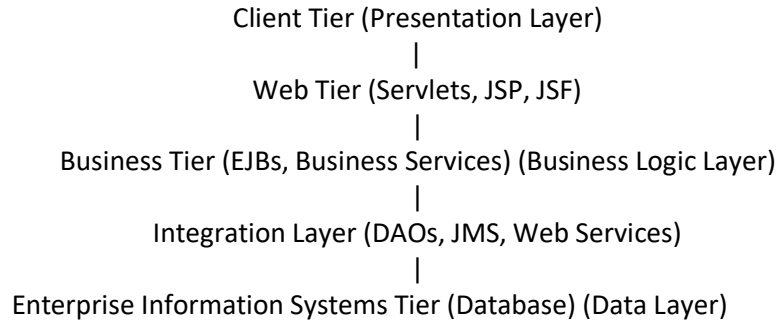 Client Tier (Presentation Layer)
|
Web Tier (Servlets, JSP, JSF)
|
Business Tier (EJBs, Business Services) (Business Logic Layer)
|
Integration Layer (DAOs, JMS, Web Services)
|
Enterprise Information Systems Tier (Database) (Data Layer)